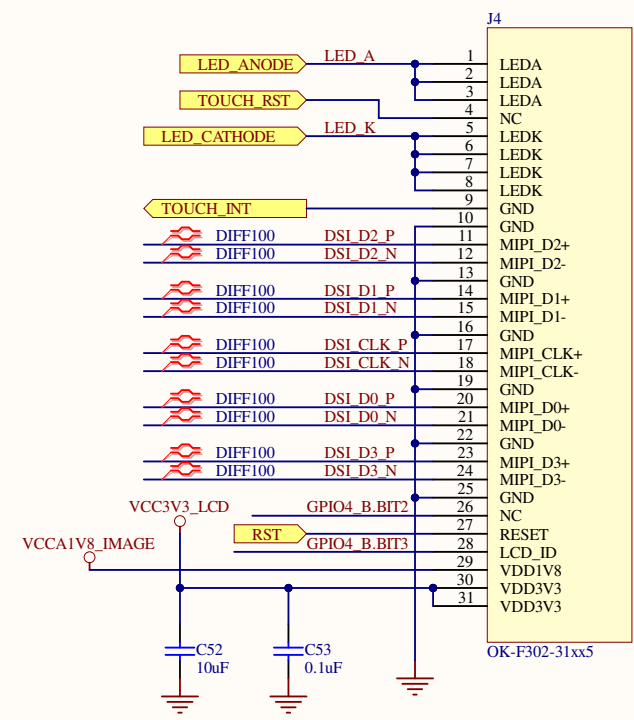 J4
LED_ANODE LED_A 1 LEDA
2 LEDA
3 LEDA
TOUCH_RST 4 NC
LED_CATHODE LED_K 5 LEDK
6 LEDK
7 LEDK
8 LEDK
TOUCH_INT 9 GND
10 GND
DIFF100 DSI_D2_P 11 MIPI_D2+
DIFF100 DSI_D2_N 12 MIPI_D2-
13 GND
DIFF100 DSI_D1_P 14 MIPI_D1+
DIFF100 DSI_D1_N 15 MIPI_D1-
16 GND
DIFF100 DSI_CLK_P 17 MIPI_CLK+
DIFF100 DSI_CLK_N 18 MIPI_CLK-
19 GND
DIFF100 DSI_D0_P 20 MIPI_D0+
DIFF100 DSI_D0_N 21 MIPI_D0-
22 GND
DIFF100 DSI_D3_P 23 MIPI_D3+
DIFF100 DSI_D3_N 24 MIPI_D3-
25 GND
VCC3V3_LCD GPIO4_B.BIT2 26 NC
RST 27 RESET
VCCA1V8_IMAGE GPIO4_B.BIT3 28 LCD_ID
29 VDD1V8
30 VDD3V3
31 VDD3V3
C52 C53 OK-F302-31xx5
10uF 0.1uF